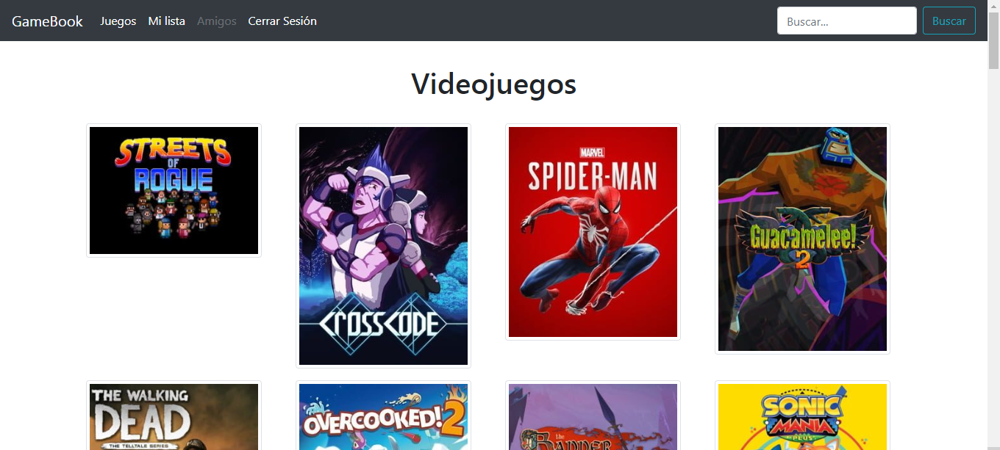 GameBook Juegos Mi lista Amigos Cerrar Sesión Buscar... Buscar
Videojuegos
STREETS
OF
ROGUE
CROSSCODE
MARVEL
SPIDER-MAN
Guacamelee!
2
THE WALKING
DEAD
THE TELLTALE SERIES
OVERCOOKED! 2
the
BANNER
SONIC
MANIA
PLUS